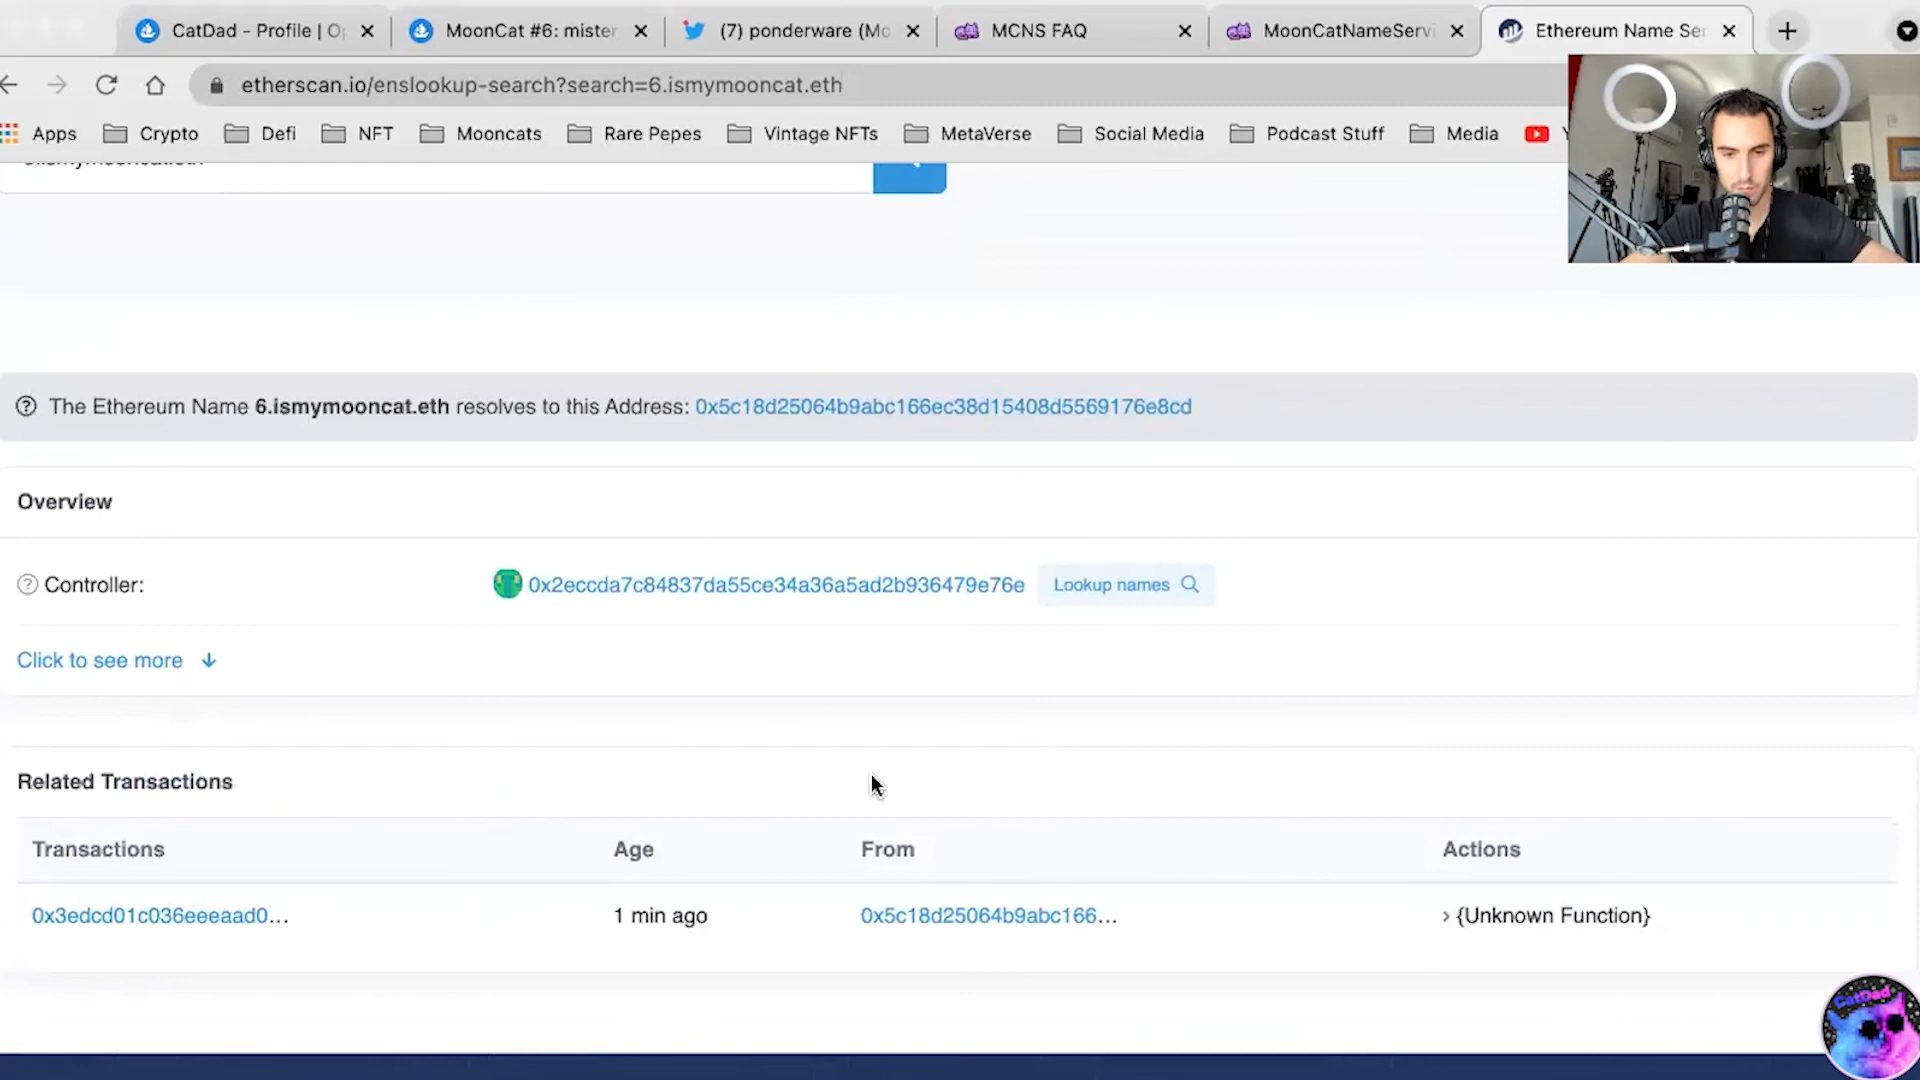 CatDad - Profile | O
MoonCat #6: mister
(7) ponderware (Mo
MCNS FAQ
MoonCatNameServi
Ethereum Name Ser
etherscan.io/enslookup-search?search=6.ismymooncat.eth
Apps
Crypto
Defi
NFT
Mooncats
Rare Pepes
Vintage NFTs
MetaVerse
Social Media
Podcast Stuff
Media
The Ethereum Name 6.ismymooncat.eth resolves to this Address: 0x5c18d25064b9abc166ec38d15408d5569176e8cd
Overview
Controller:
0x2eccda7c84837da55ce34a36a5ad2b936479e76e
Lookup names
Click to see more
Related Transactions
Transactions Age From Actions
0x3edcd01c036eeeaad0... 1 min ago 0x5c18d25064b9abc166... > {Unknown Function}
CatDad